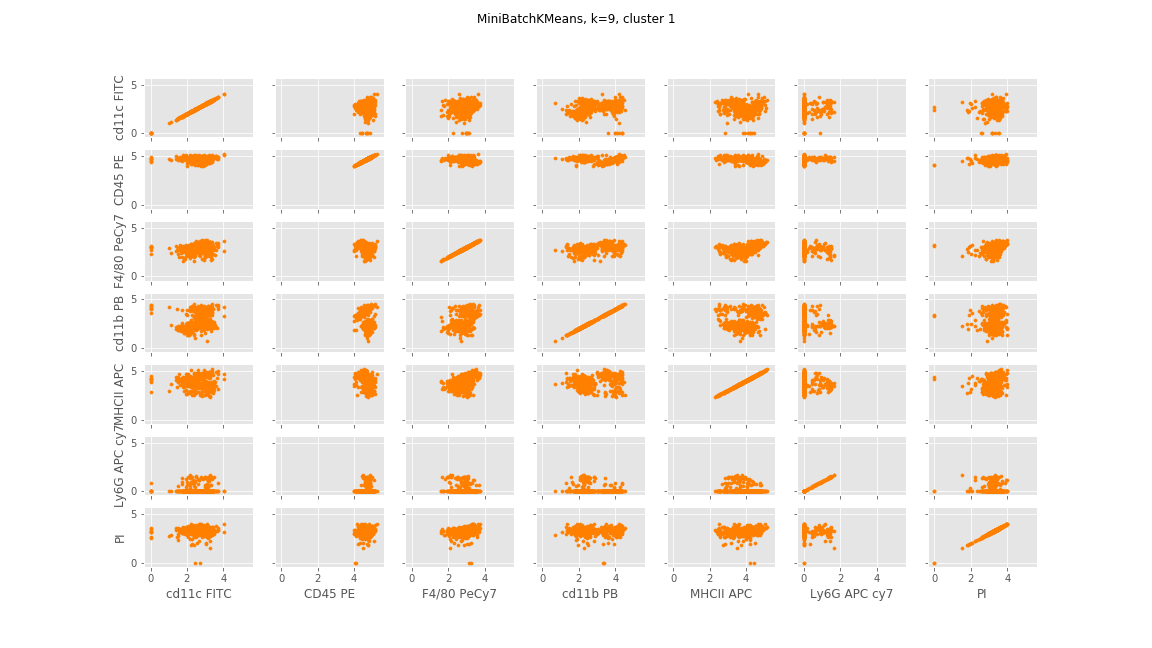 MiniBatchKMeans, k=9, cluster 1
cd11c FITC
5
0
CD45 PE
5
0
F4/80 PeCy7
5
0
cd11b PB
5
0
MHCII APC
5
0
Ly6G APC cy7
5
0
PI
5
0
0 2 4 0 2 4 0 2 4 0 2 4 0 2 4 0 2 4 0 2 4
cd11c FITC CD45 PE F4/80 PeCy7 cd11b PB MHCII APC Ly6G APC cy7 PI